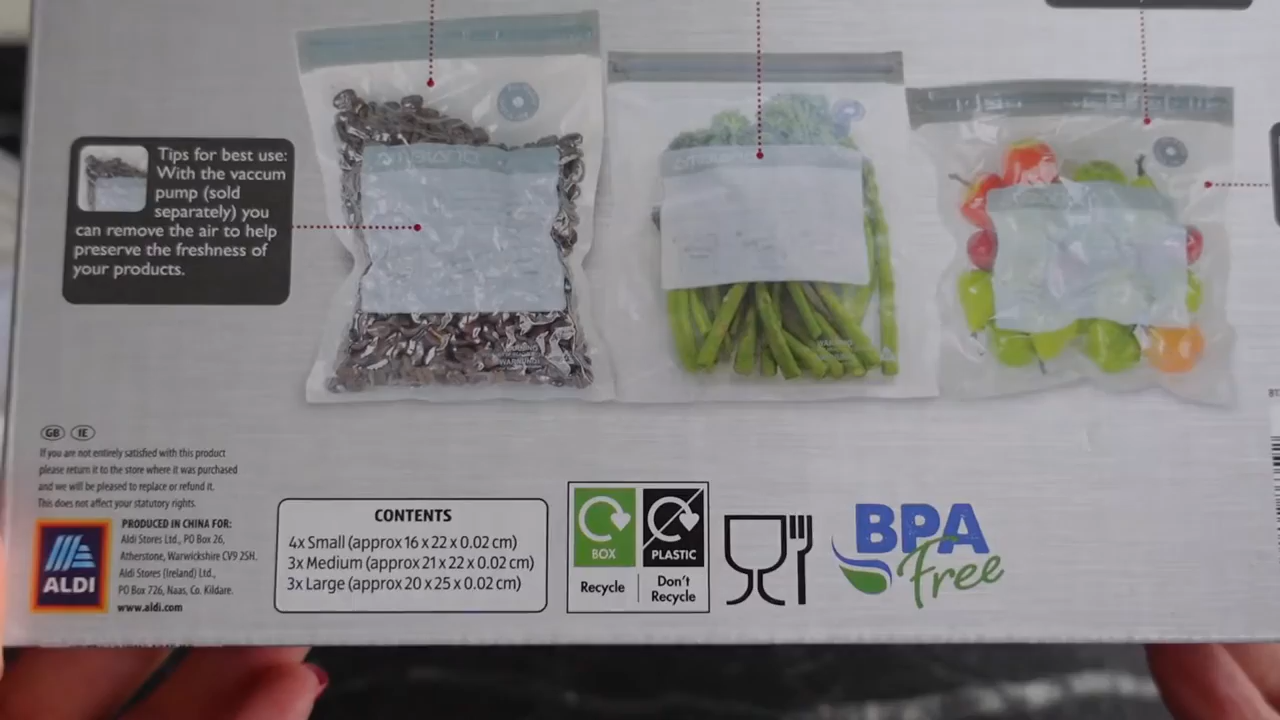 Tips for best use:
With the vaccum
pump (sold
separately) you
can remove the air to help
preserve the freshness of
your products.
WARNING
WARNING
WARNING
GB IE
If you are not entirely satisfied with this product
please return it to the store where it was purchased
and we will be pleased to replace or refund it.
This does not affect your statutory rights.
ALDI
PRODUCED IN CHINA FOR:
Aldi Stores Ltd., PO Box 26,
Atherstone, Warwickshire CV9 2SH.
Aldi Stores (Ireland) Ltd.,
PO Box 726, Naas, Co. Kildare.
www.aldi.com
CONTENTS
4x Small (approx 16 x 22 x 0.02 cm)
3x Medium (approx 21 x 22 x 0.02 cm)
3x Large (approx 20 x 25 x 0.02 cm)
BOX
PLASTIC
Recycle
Don't
Recycle
BPA
Free